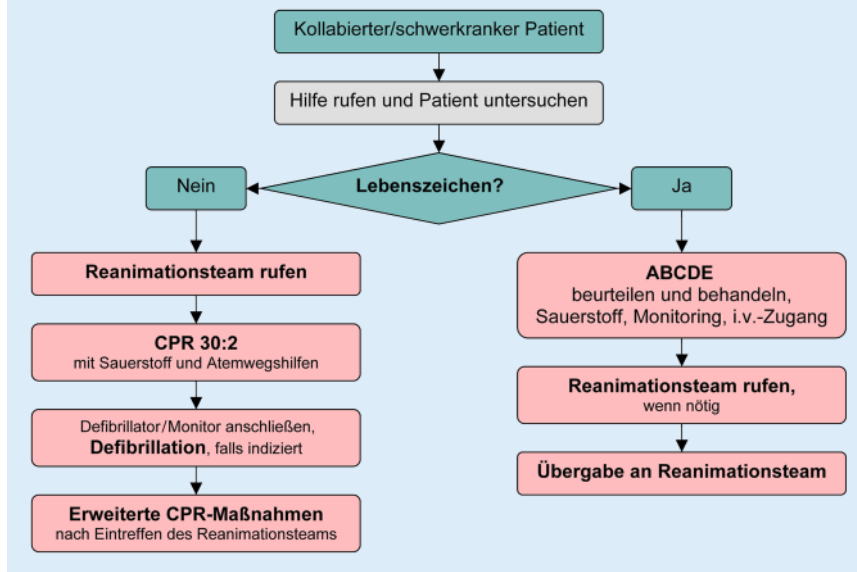 Kollabierter/schwerkranker Patient
Hilfe rufen und Patient untersuchen
Lebenszeichen?
Nein
Reanimationsteam rufen
CPR 30:2
mit Sauerstoff und Atemwegshilfen
Defibrillator/Monitor anschließen,
Defibrillation, falls indiziert
Erweiterte CPR-Maßnahmen
nach Eintreffen des Reanimationsteams
Ja
ABCDE
beurteilen und behandeln,
Sauerstoff, Monitoring, i.v.-Zugang
Reanimationsteam rufen,
wenn nötig
Übergabe an Reanimationsteam